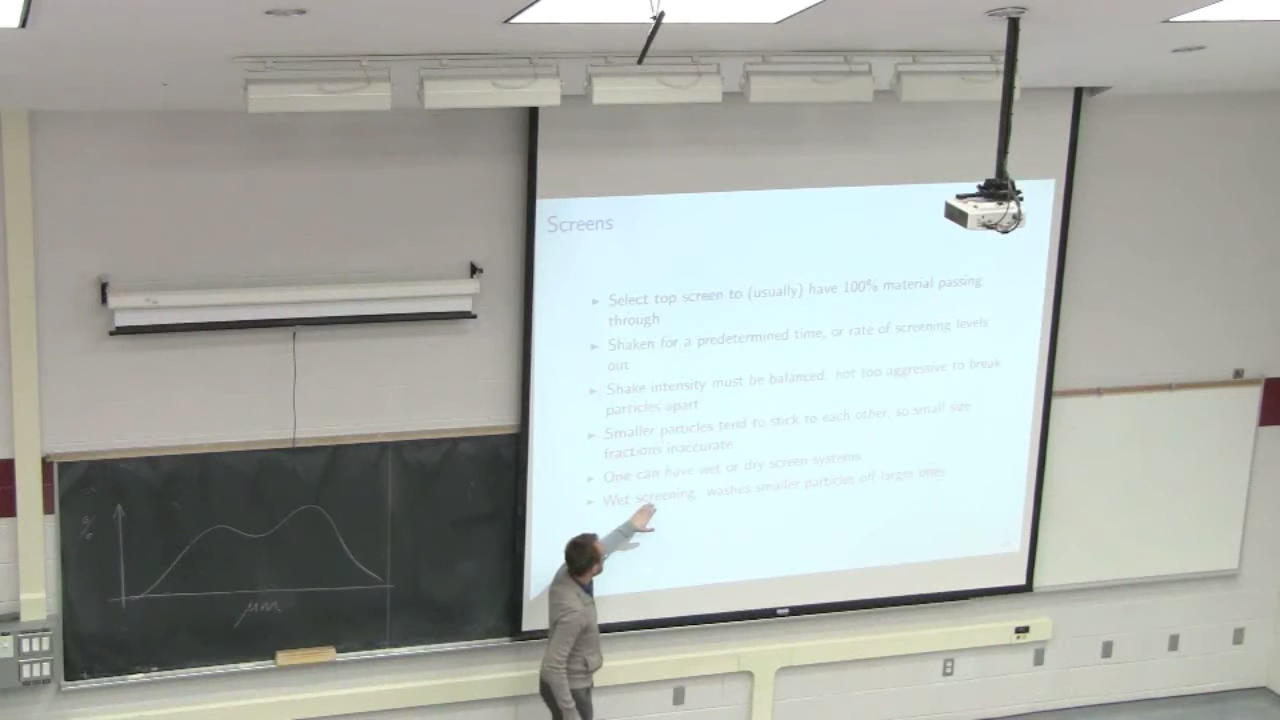 Screens
▸ Select top screen to (usually) have 100% material passing
through
▸ Shaken for a predetermined time, or rate of screening levels
out
▸ Shake intensity must be balanced: not too aggressive to break
particles apart
▸ Smaller particles tend to stick to each other, so small size
fractions inaccurate
▸ One can have wet or dry screen systems
▸ Wet screening: washes smaller particles off larger ones
%
μm